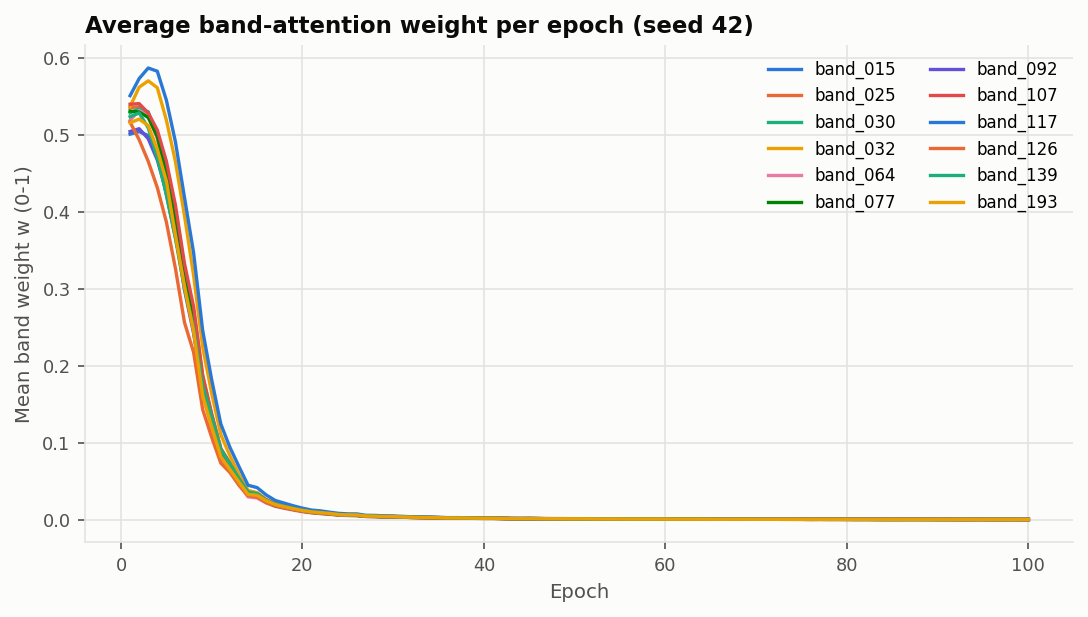 Average band-attention weight per epoch (seed 42)
Mean band weight w (0-1)
0.6
0.5
0.4
0.3
0.2
0.1
0.0
band_015
band_025
band_030
band_032
band_064
band_077
band_092
band_107
band_117
band_126
band_139
band_193
0 20 40 60 80 100
Epoch